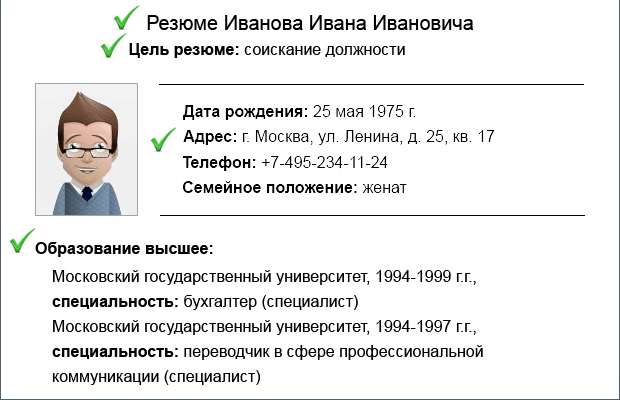 Резюме Иванова Ивана Ивановича
Цель резюме: соискание должности
Дата рождения: 25 мая 1975 г.
Адрес: г. Москва, ул. Ленина, д. 25, кв. 17
Телефон: +7-495-234-11-24
Семейное положение: женат
Образование высшее:
Московский государственный университет, 1994-1999 г.г.,
специальность: бухгалтер (специалист)
Московский государственный университет, 1994-1997 г.г.,
специальность: переводчик в сфере профессиональной
коммуникации (специалист)